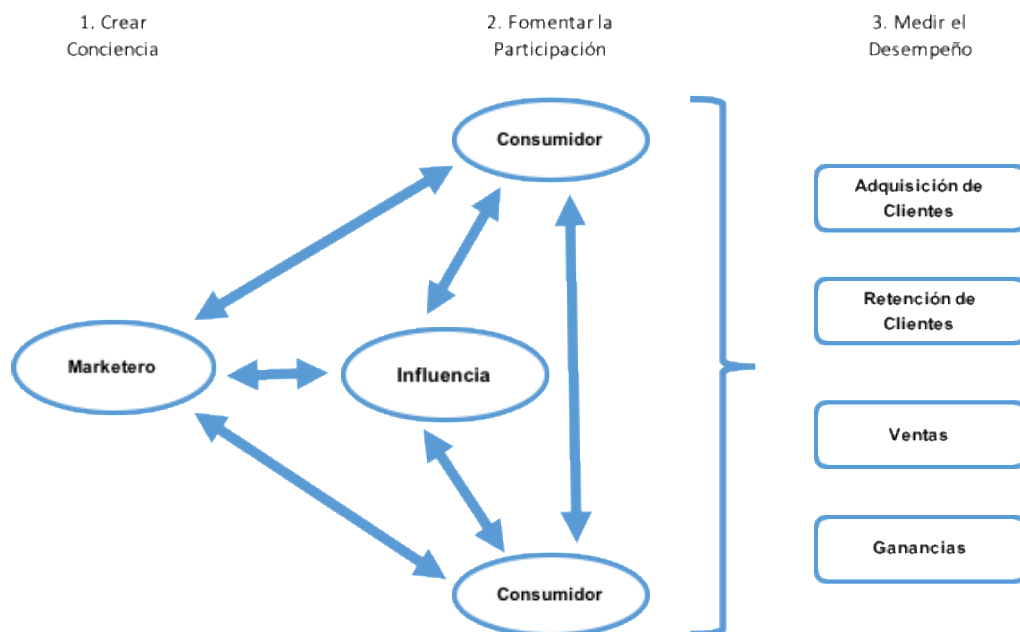 1. Crear
Conciencia
2. Fomentar la
Participación
3. Medir el
Desempeño
Consumidor
Marketero
Influencia
Consumidor
Adquisición de
Clientes
Retención de
Clientes
Ventas
Ganancias